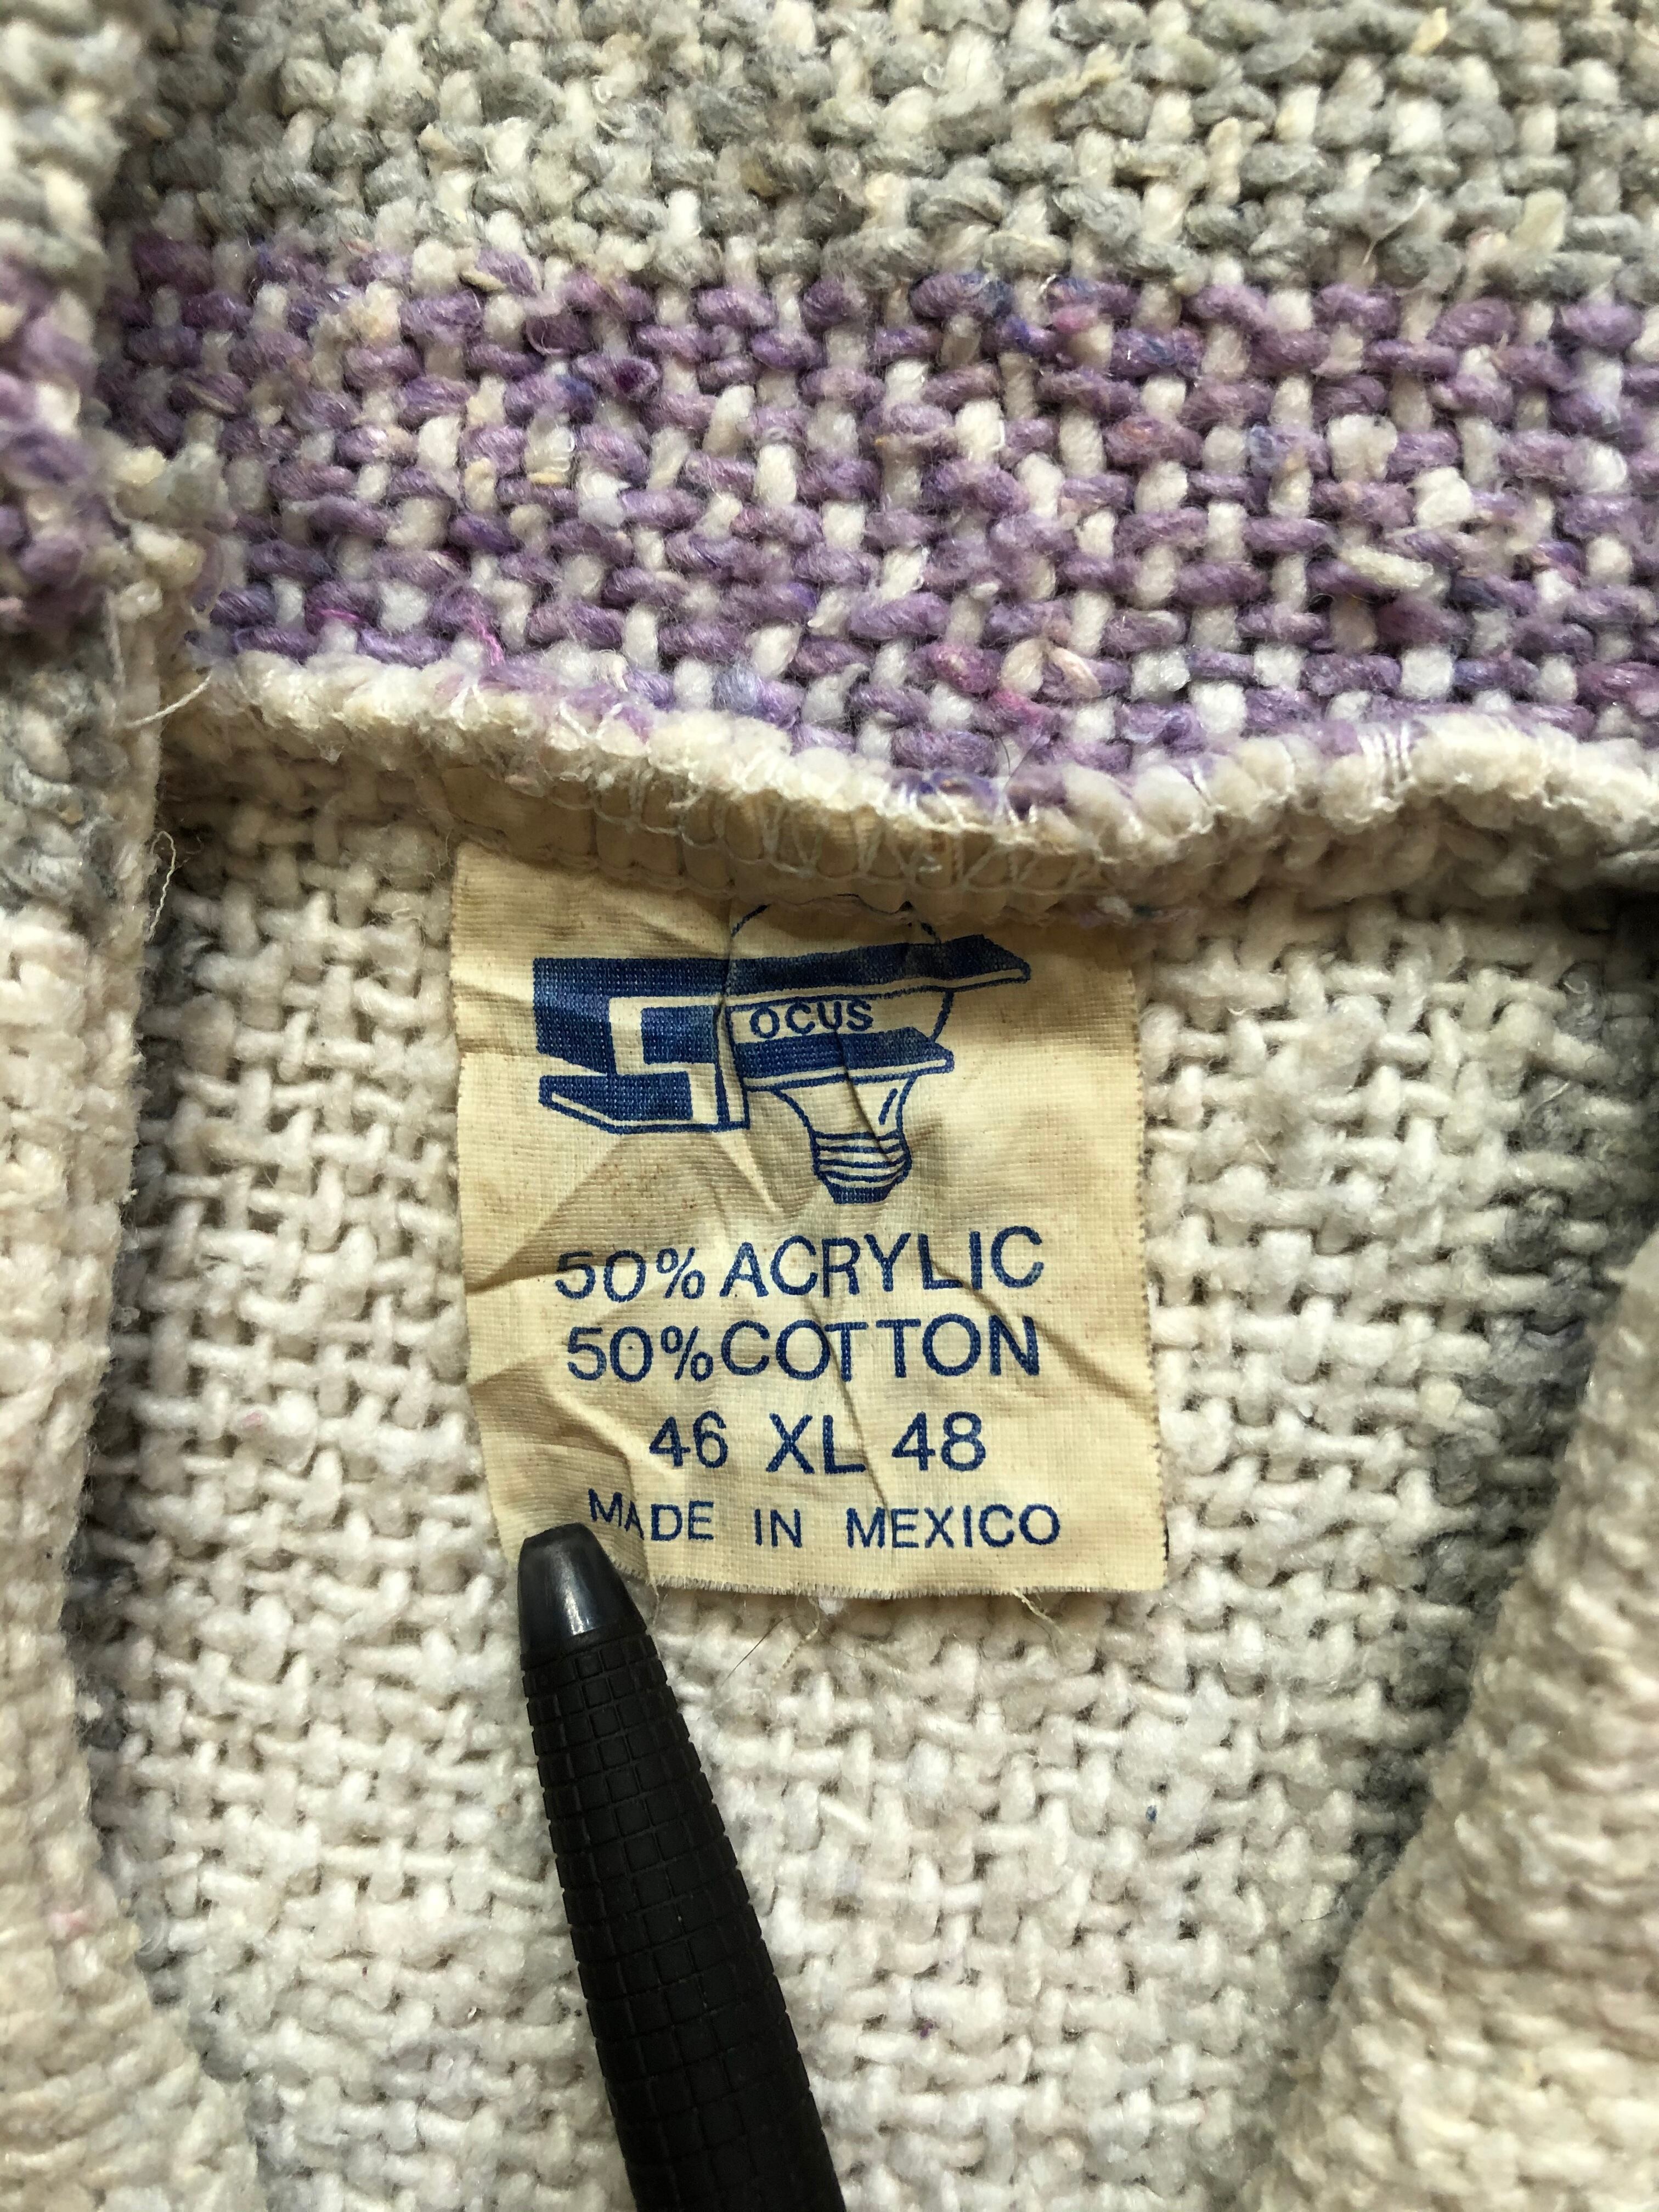 OCUS
50% ACRYLIC
50% COTTON
46 XL 48
MADE IN MEXICO